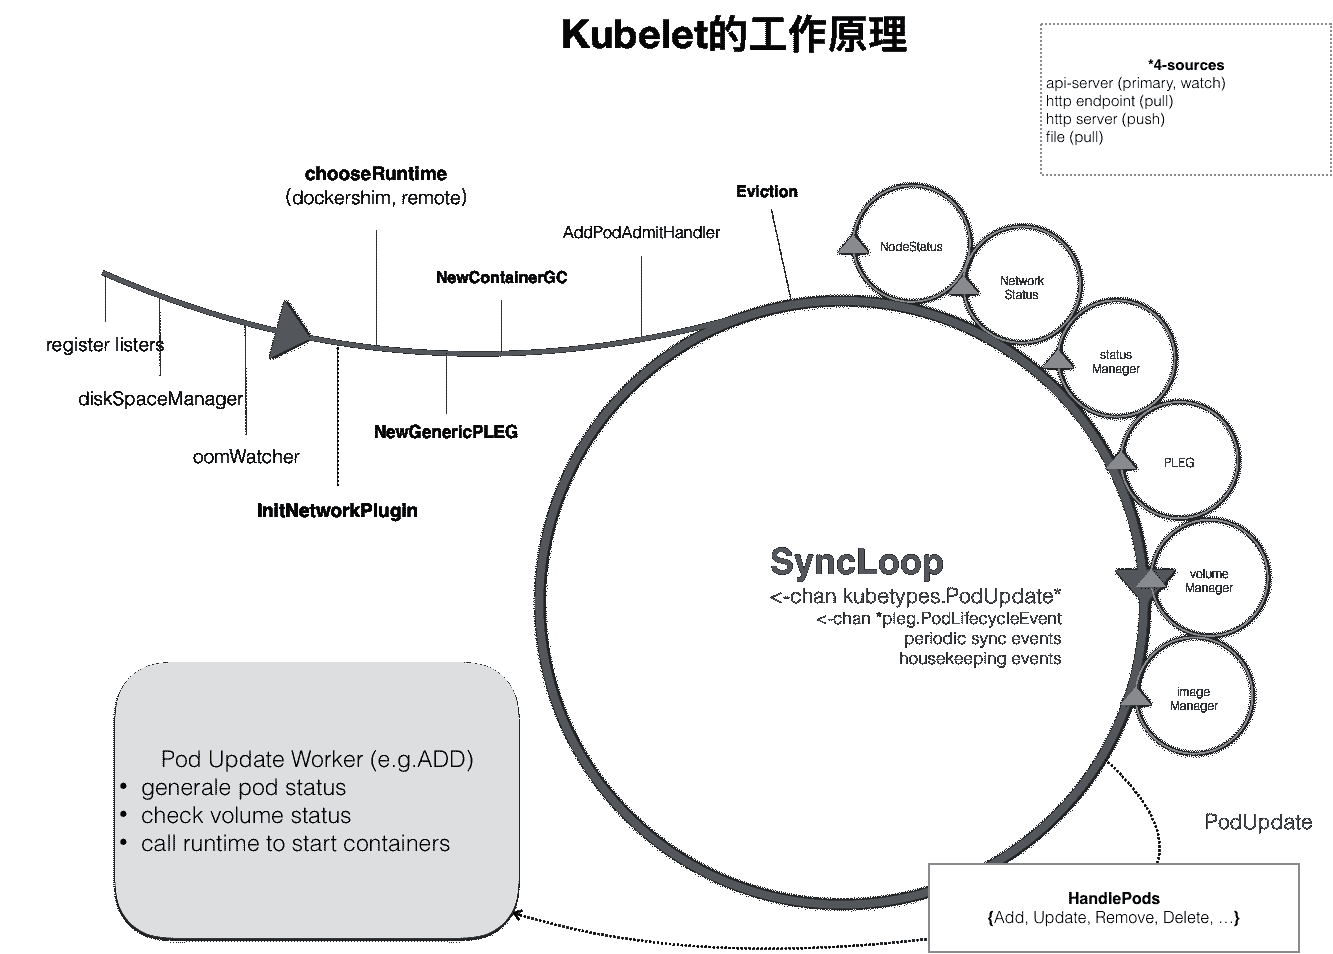 Kubelet的工作原理
*4-sources
api-server (primary, watch)
http endpoint (pull)
http server (push)
file (pull)
chooseRuntime
(dockershim, remote)
Eviction
AddPodAdmitHandler
NewContainerGC
register listers
diskSpaceManager
oomWatcher
InitNetworkPlugin
NewGenericPLEG
NodeStatus
Network
Status
status
Manager
PLEG
volume
Manager
image
Manager
SyncLoop
<-chan kubetypes.PodUpdate*
<-chan *pleg.PodLifecycleEvent
periodic sync events
housekeeping events
Pod Update Worker (e.g.ADD)
• generale pod status
• check volume status
• call runtime to start containers
PodUpdate
HandlePods
{Add, Update, Remove, Delete, ...}